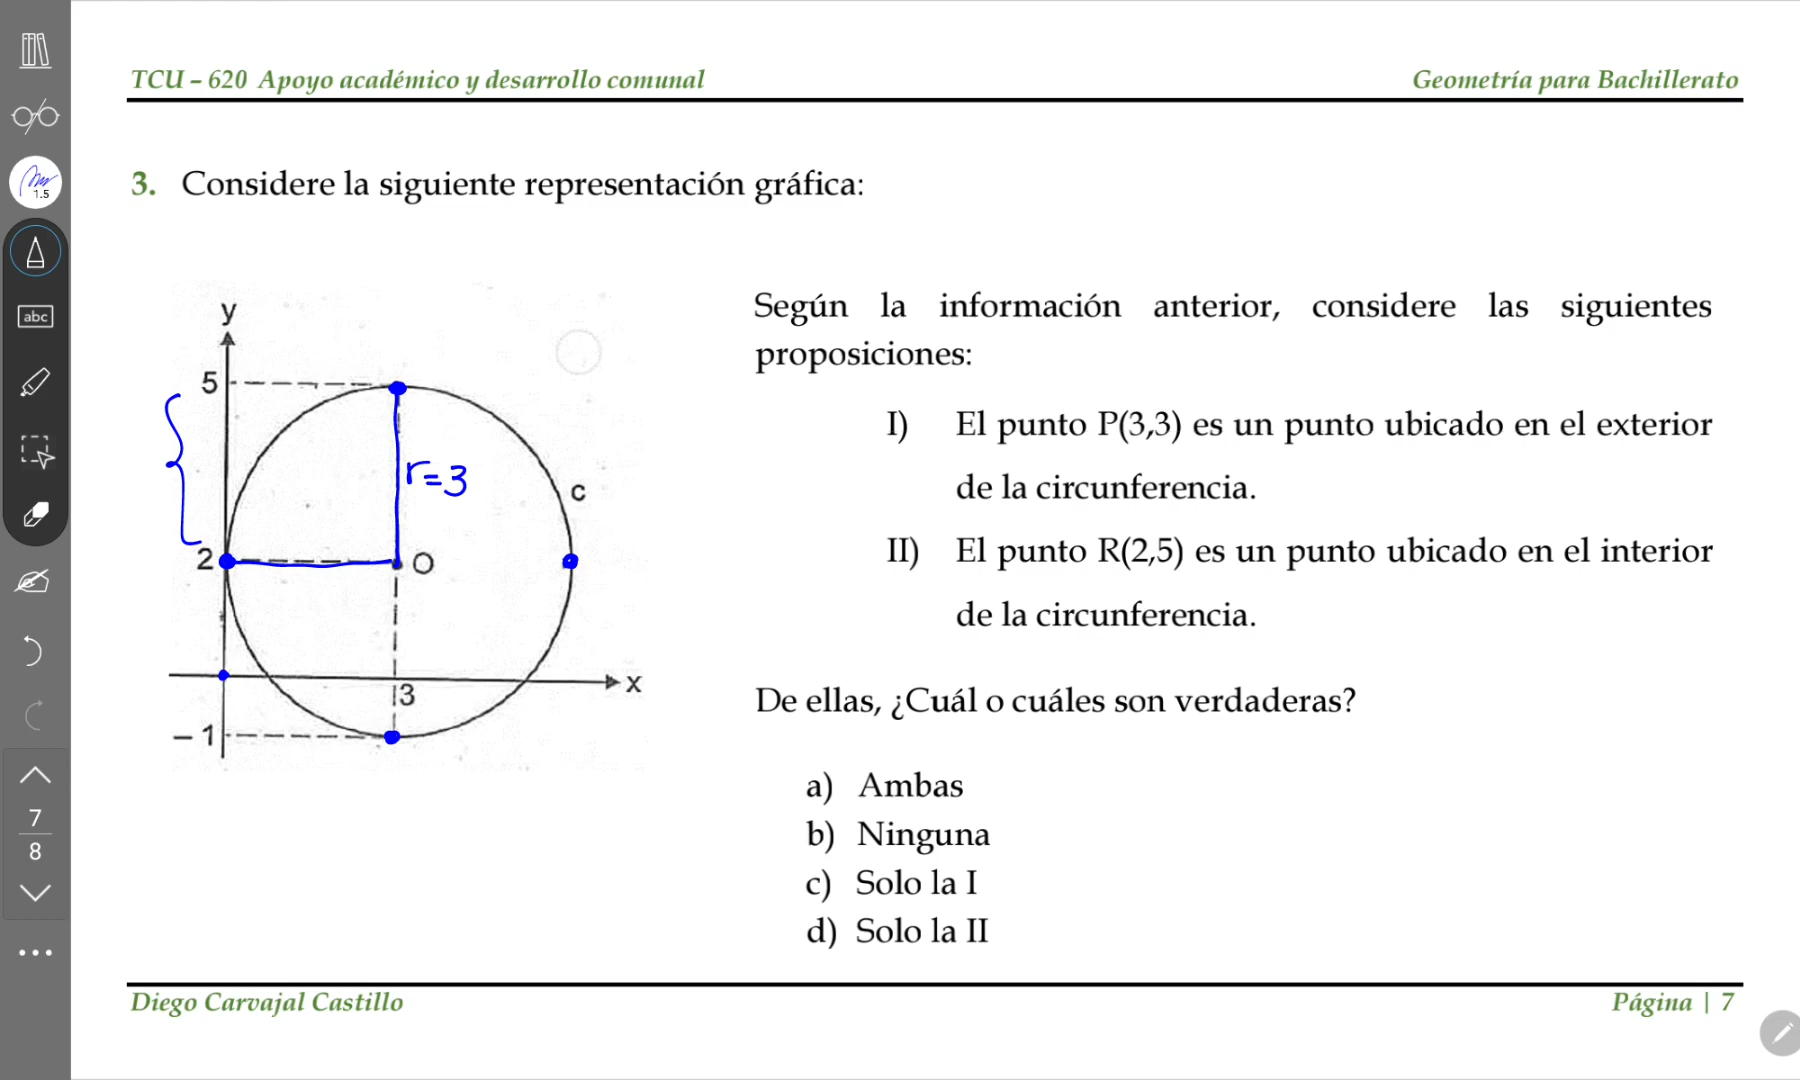 TCU – 620 Apoyo académico y desarrollo comunal
Geometría para Bachillerato
3. Considere la siguiente representación gráfica:
y
5
r=3
c
2
O
x
3
– 1
Según la información anterior, considere las siguientes
proposiciones:
I) El punto P(3,3) es un punto ubicado en el exterior
de la circunferencia.
II) El punto R(2,5) es un punto ubicado en el interior
de la circunferencia.
De ellas, ¿Cuál o cuáles son verdaderas?
a) Ambas
b) Ninguna
c) Solo la I
d) Solo la II
Diego Carvajal Castillo
Página | 7
1.5
abc
7
8